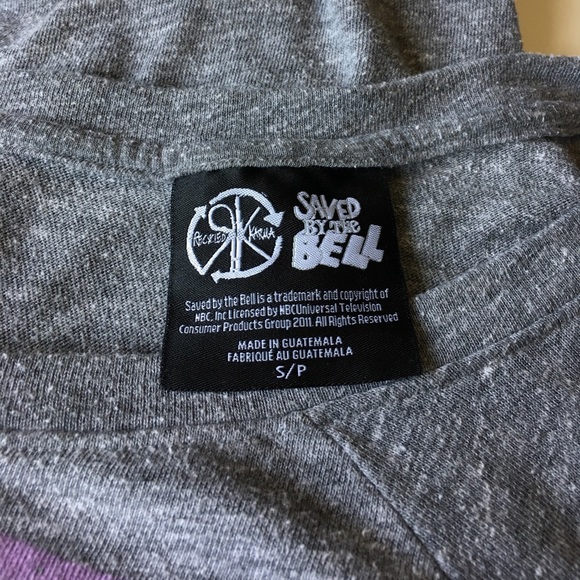 RECYCLED RK KARMA
SAVED
BY THE
BELL
Saved by the Bell is a trademark and copyright of
NBC, Inc Licensed by NBCUniversal Television
Consumer Products Group 2011. All Rights Reserved
MADE IN GUATEMALA
FABRIQUÉ AU GUATEMALA
S/P